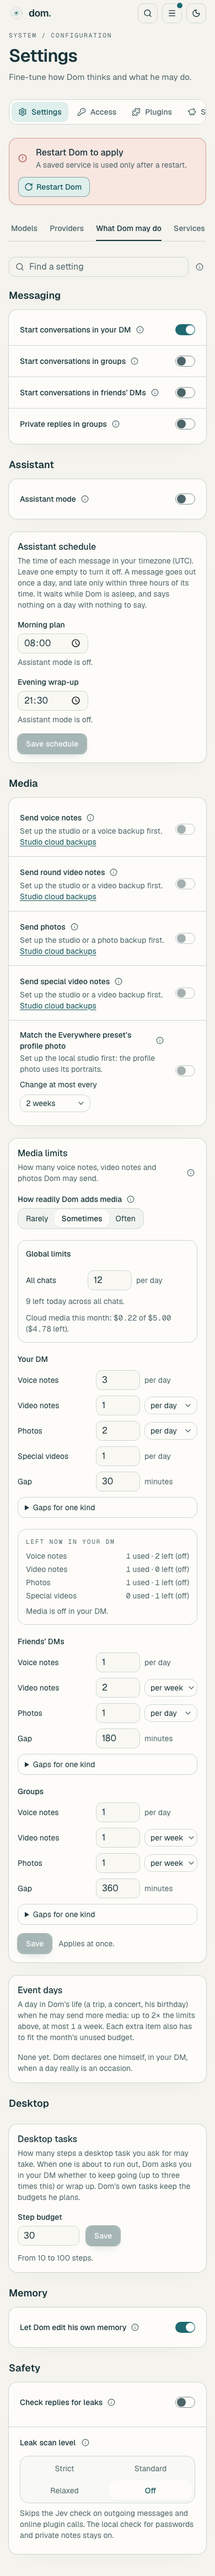 dom.
SYSTEM / CONFIGURATION
Settings
Fine-tune how Dom thinks and what he may do.
Settings
Access
Plugins
S
Restart Dom to apply
A saved service is used only after a restart.
Restart Dom
Models
Providers
What Dom may do
Services
Find a setting
Messaging
Start conversations in your DM
Start conversations in groups
Start conversations in friends' DMs
Private replies in groups
Assistant
Assistant mode
Assistant schedule
The time of each message in your timezone (UTC).
Leave one empty to turn it off. A message goes out
once a day, and late only within three hours of its
time. It waits while Dom is asleep, and says
nothing on a day with nothing to say.
Morning plan
08:00
Assistant mode is off.
Evening wrap-up
21:30
Assistant mode is off.
Save schedule
Media
Send voice notes
Set up the studio or a voice backup first.
Studio cloud backups
Send round video notes
Set up the studio or a video backup first.
Studio cloud backups
Send photos
Set up the studio or a photo backup first.
Studio cloud backups
Send special video notes
Set up the studio or a video backup first.
Studio cloud backups
Match the Everywhere preset's
profile photo
Set up the local studio first: the profile
photo uses its portraits.
Change at most every
2 weeks
Media limits
How many voice notes, video notes and
photos Dom may send.
How readily Dom adds media
Rarely
Sometimes
Often
Global limits
All chats 12 per day
9 left today across all chats.
Cloud media this month: $0.22 of $5.00
($4.78 left).
Your DM
Voice notes 3 per day
Video notes 1 per day
Photos 2 per day
Special videos 1 per day
Gap 30 minutes
Gaps for one kind
LEFT NOW IN YOUR DM
Voice notes 1 used · 2 left (off)
Video notes 1 used · 0 left (off)
Photos 1 used · 1 left (off)
Special videos 0 used · 1 left (off)
Media is off in your DM.
Friends' DMs
Voice notes 1 per day
Video notes 2 per week
Photos 1 per day
Gap 180 minutes
Gaps for one kind
Groups
Voice notes 1 per day
Video notes 1 per week
Photos 1 per week
Gap 360 minutes
Gaps for one kind
Save
Applies at once.
Event days
A day in Dom's life (a trip, a concert, his birthday)
when he may send more media: up to 2× the limits
above, at most 1 a week. Each extra item also has
to fit the month's unused budget.
None yet. Dom declares one himself, in your DM,
when a day really is an occasion.
Desktop
Desktop tasks
How many steps a desktop task you ask for may
take. When one is about to run out, Dom asks you
in your DM whether to keep going (up to three
times this) or wrap up. Dom's own tasks keep the
budgets he plans.
Step budget
30
Save
From 10 to 100 steps.
Memory
Let Dom edit his own memory
Safety
Check replies for leaks
Leak scan level
Strict
Standard
Relaxed
Off
Skips the Jev check on outgoing messages and
online plugin calls. The local check for passwords
and private notes stays on.